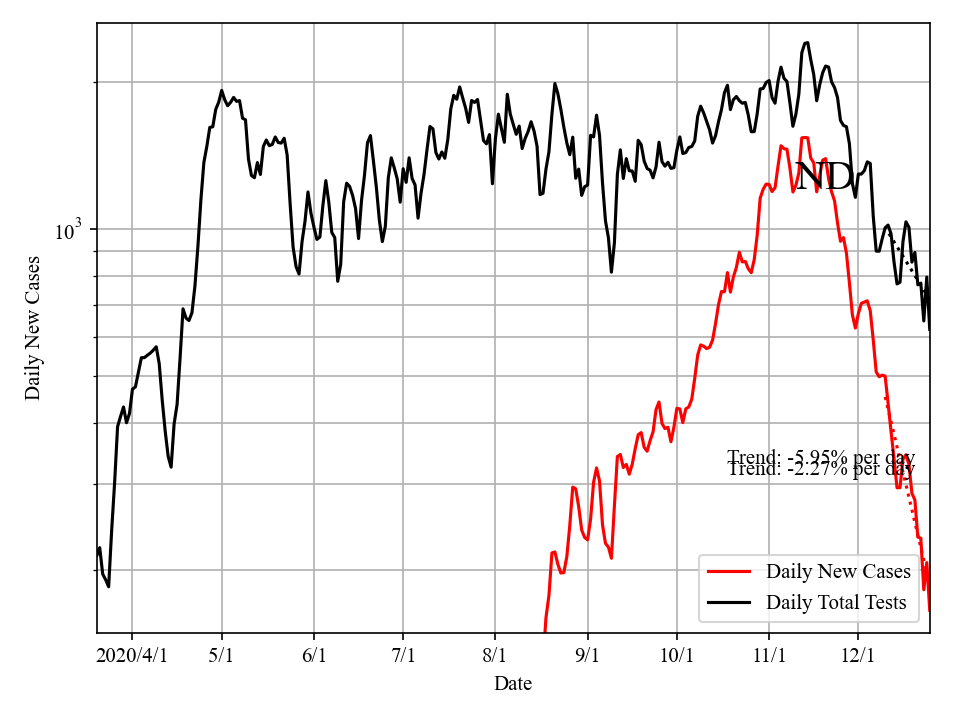 ND
10³
Daily New Cases
Trend: -5.95% per day
Trend: -2.27% per day
Daily New Cases
Daily Total Tests
2020/4/1 5/1 6/1 7/1 8/1 9/1 10/1 11/1 12/1
Date